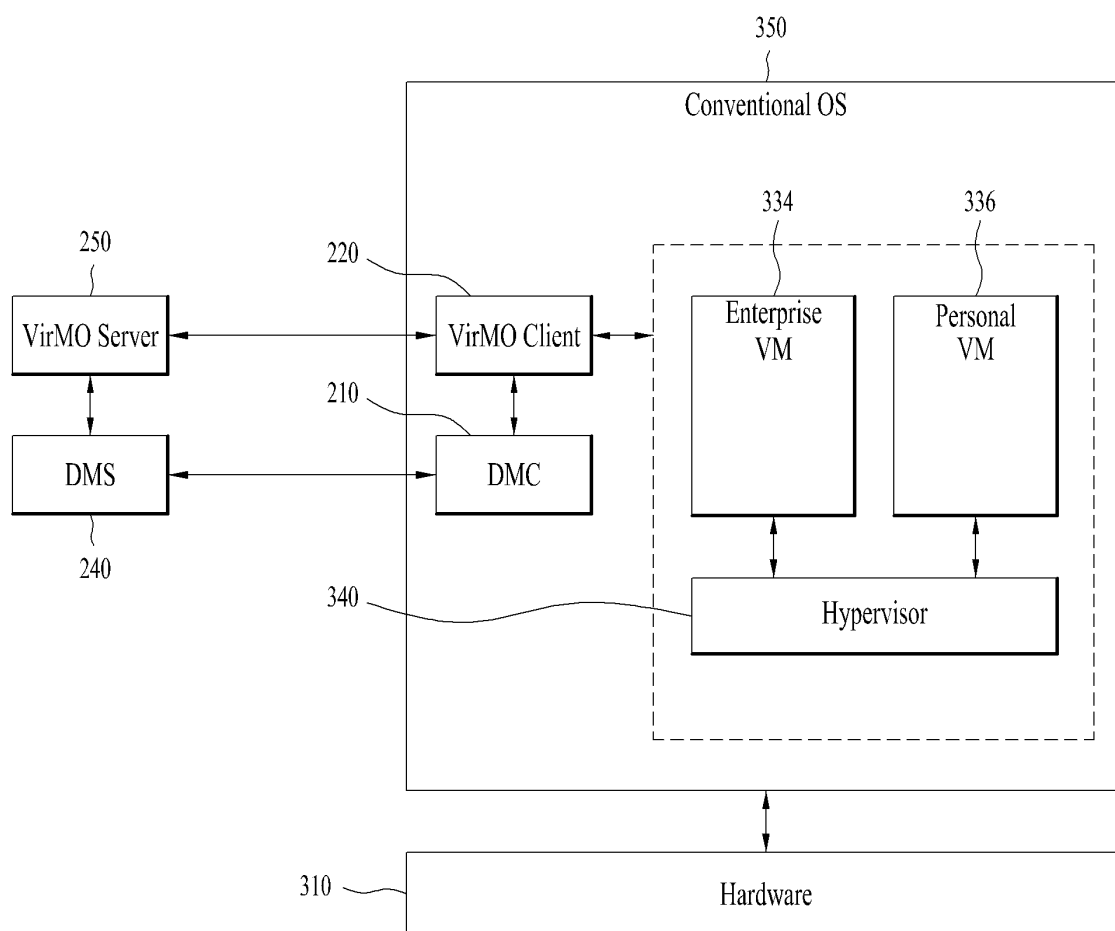 350
Conventional OS
334
336
250
220
VirMO Server
VirMO Client
Enterprise
VM
Personal
VM
210
DMS
DMC
240
340
Hypervisor
310
Hardware